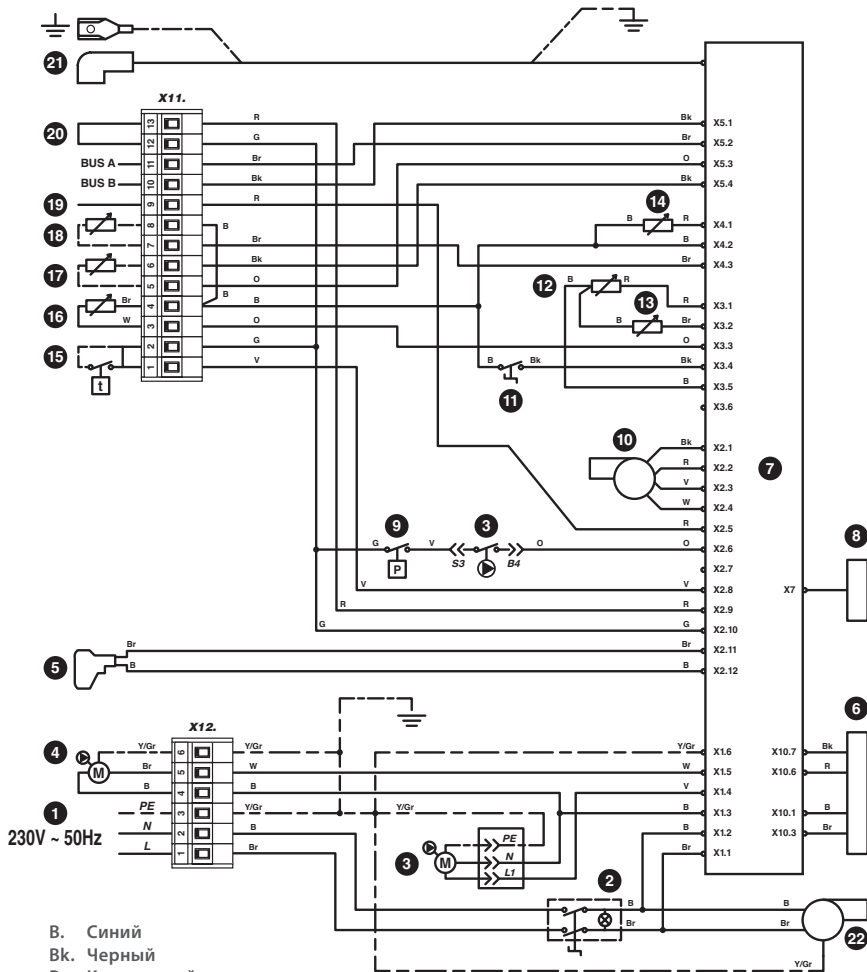 21
X11.
20
13
R
12
G
BUS A
11
Br
BUS B
10
Bk
19
9
R
18
8
B
7
Br
17
6
Bk
5
O
B
16
Br
4
B
W
3
O
15
2
G
1
V
t
Bk
X5.1
Br
X5.2
O
X5.3
Bk
X5.4
14
B
R
X4.1
B
X4.2
Br
X4.3
12
B
R
R
X3.1
13
B
Br
X3.2
O
X3.3
B
Bk
Bk
X3.4
11
B
X3.5
X3.6
10
Bk
X2.1
R
X2.2
V
X2.3
W
X2.4
R
X2.5
7
9
3
G
V
O
O
X2.6
P
S3
B4
X2.7
V
V
X2.8
X7
8
R
R
X2.9
G
G
X2.10
5
Br
Br
X2.11
B
B
X2.12
6
X12.
4
M
Y/Gr
6
Y/Gr
Y/Gr
X1.6
X10.7
Bk
Br
5
W
W
X1.5
X10.6
R
B
4
B
V
X1.4
1
PE
3
Y/Gr
Y/Gr
B
X1.3
X10.1
B
230V ~ 50Hz
N
2
B
B
X1.2
X10.3
Br
L
1
Br
Br
X1.1
3
M
PE
N
L1
2
B
B
Br
Br
22
Y/Gr
B. Синий
Bk. Черный